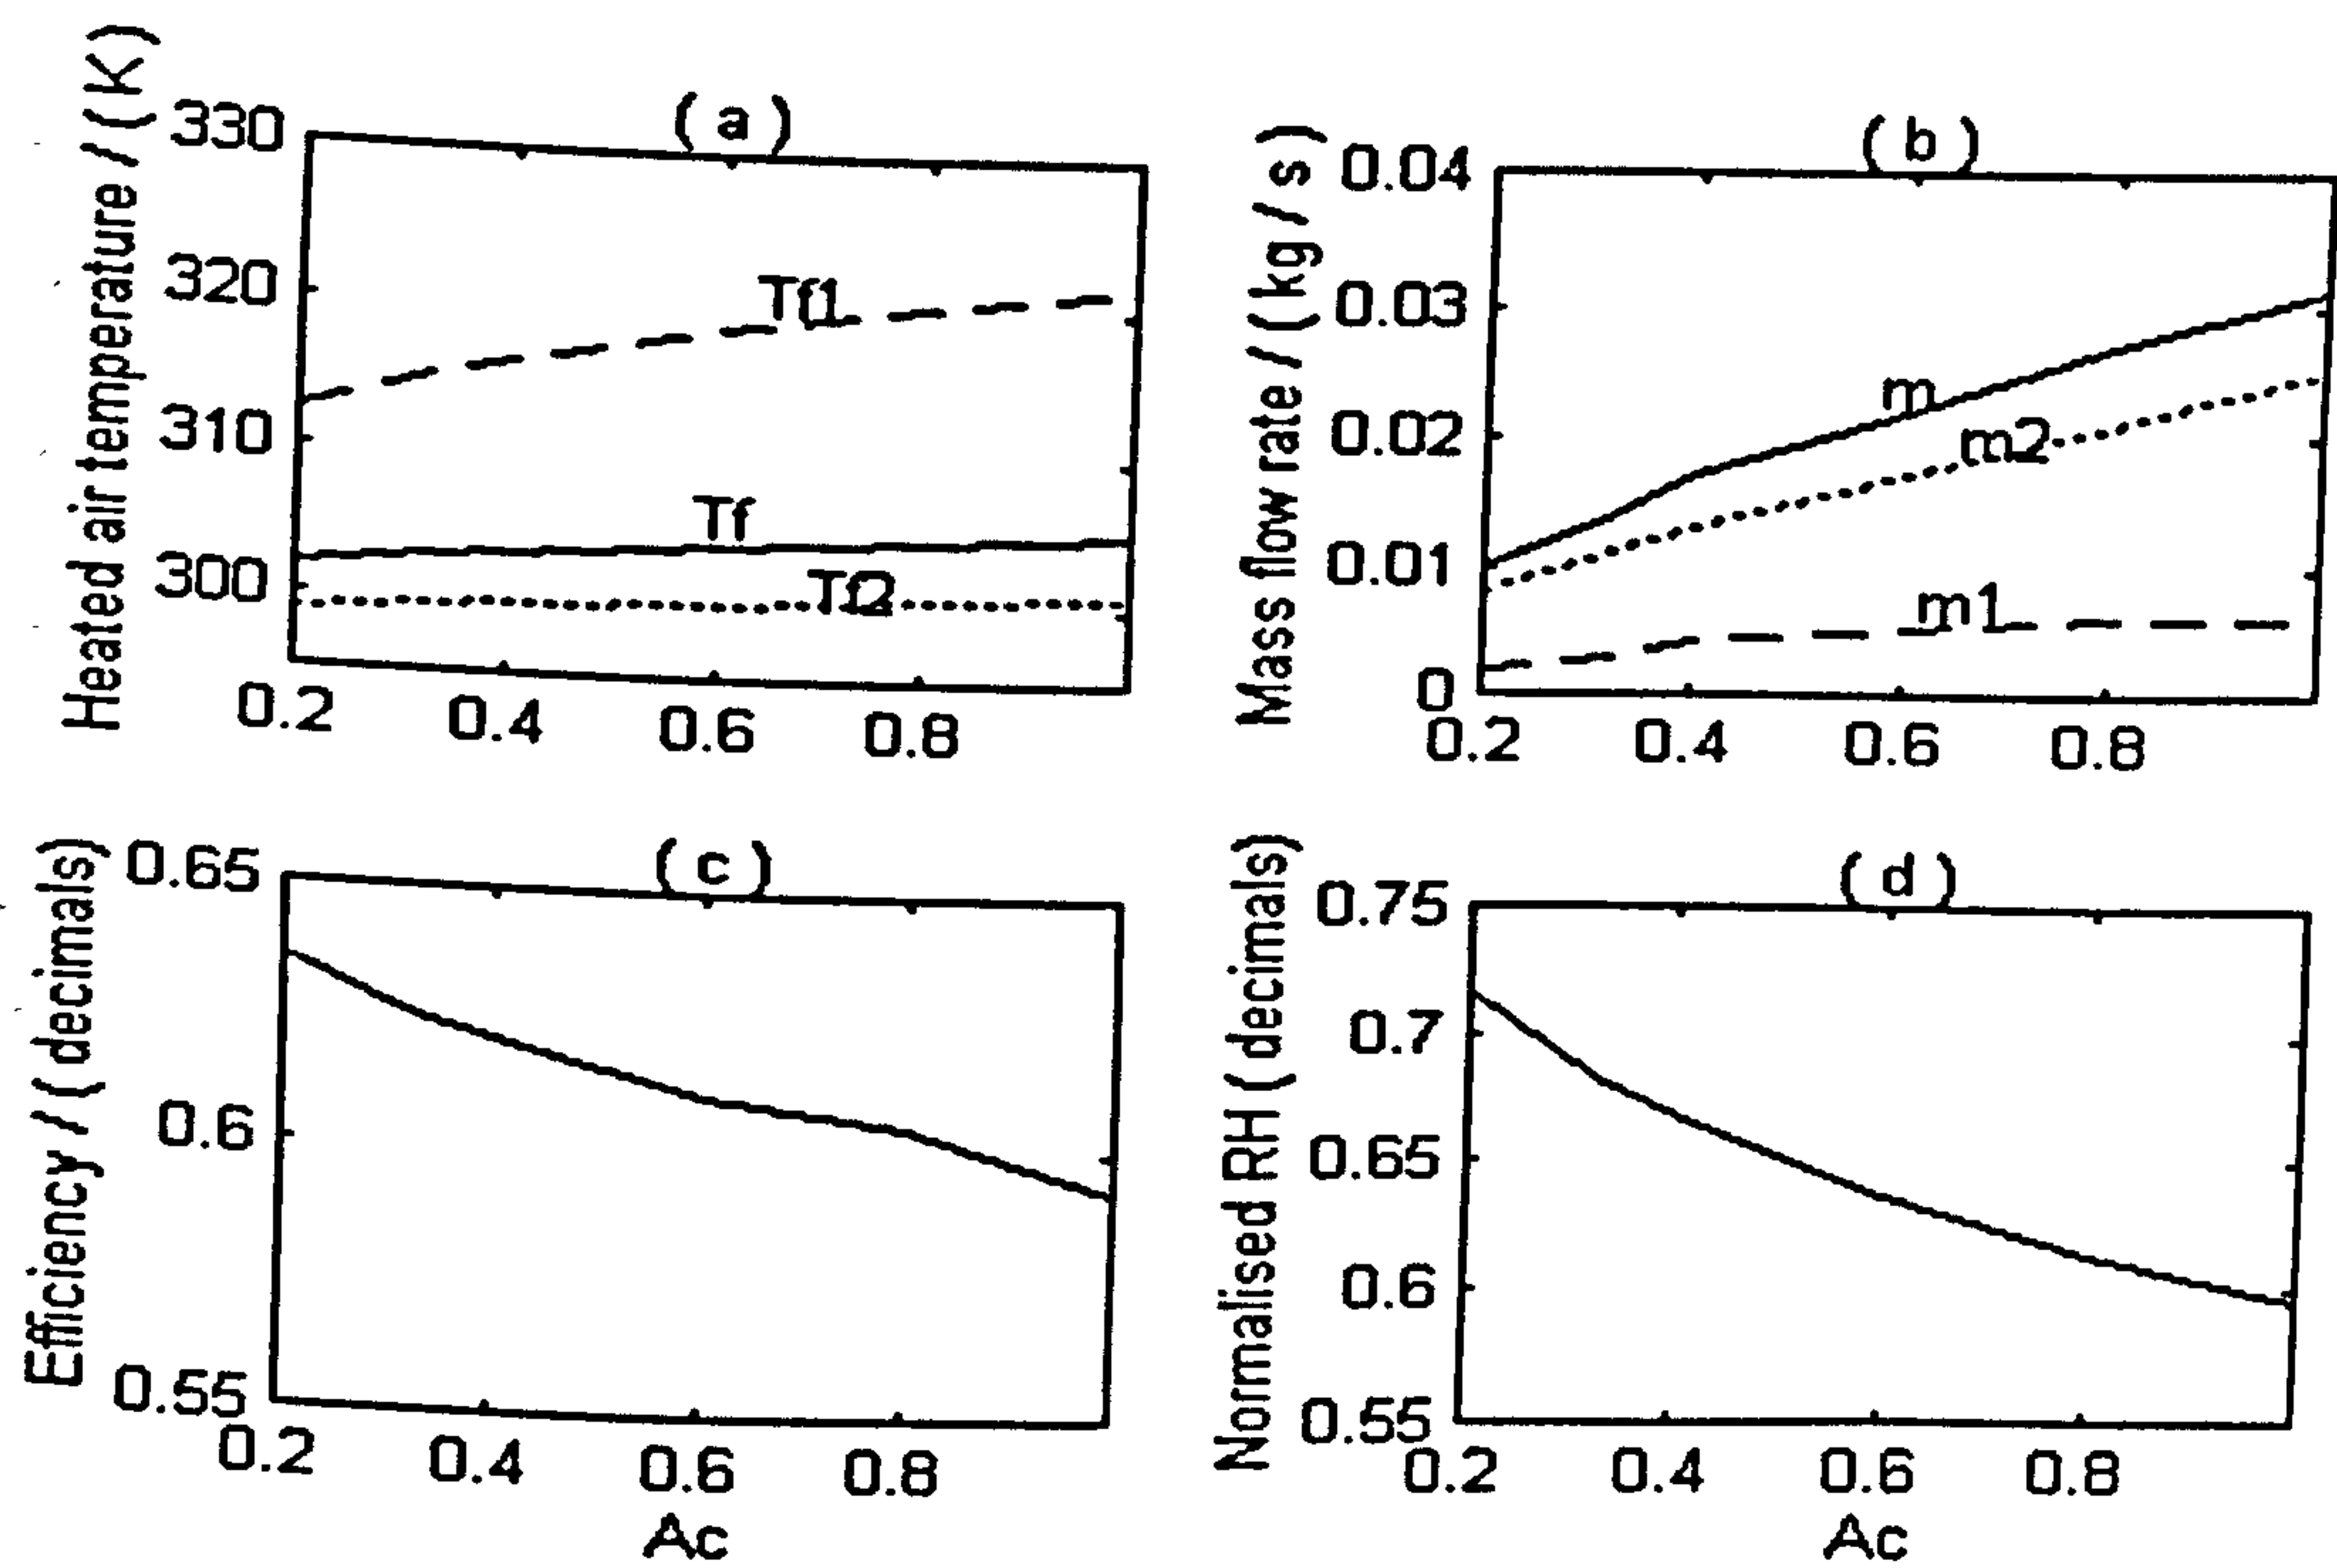 (a)
Heated air temperature / (K)
330
320
310
300
Tf1
Tf
Tf2
0.2 0.4 0.6 0.8
(b)
Mass flow rate / (kg / s)
0.04
0.03
0.02
0.01
0
m
m2
m1
0.2 0.4 0.6 0.8
(c)
Efficiency / ( decimals)
0.65
0.6
0.55
0.2 0.4 0.6 0.8
Ac
(d)
Normalised RH ( decimals)
0.75
0.7
0.65
0.6
0.55
0.2 0.4 0.6 0.8
Ac